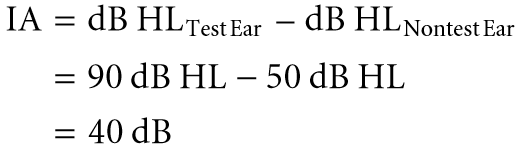 IA = dB HL_Test Ear − dB HL_Nontest Ear
= 90 dB HL − 50 dB HL
= 40 dB